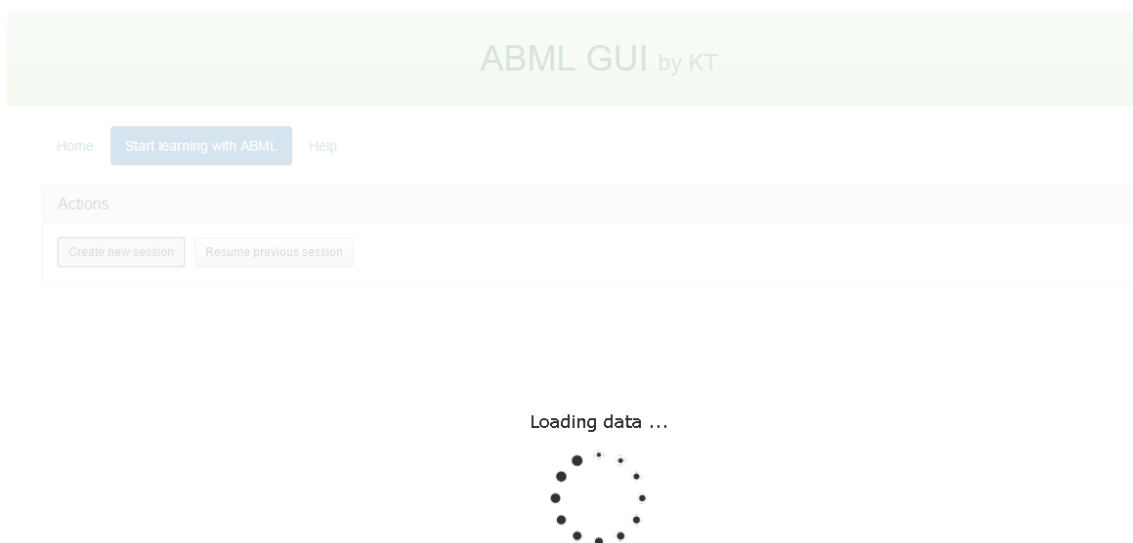 ABML GUI by KT
Home Start learning with ABML Help
Actions
Create new session Resume previous session
Loading data ...